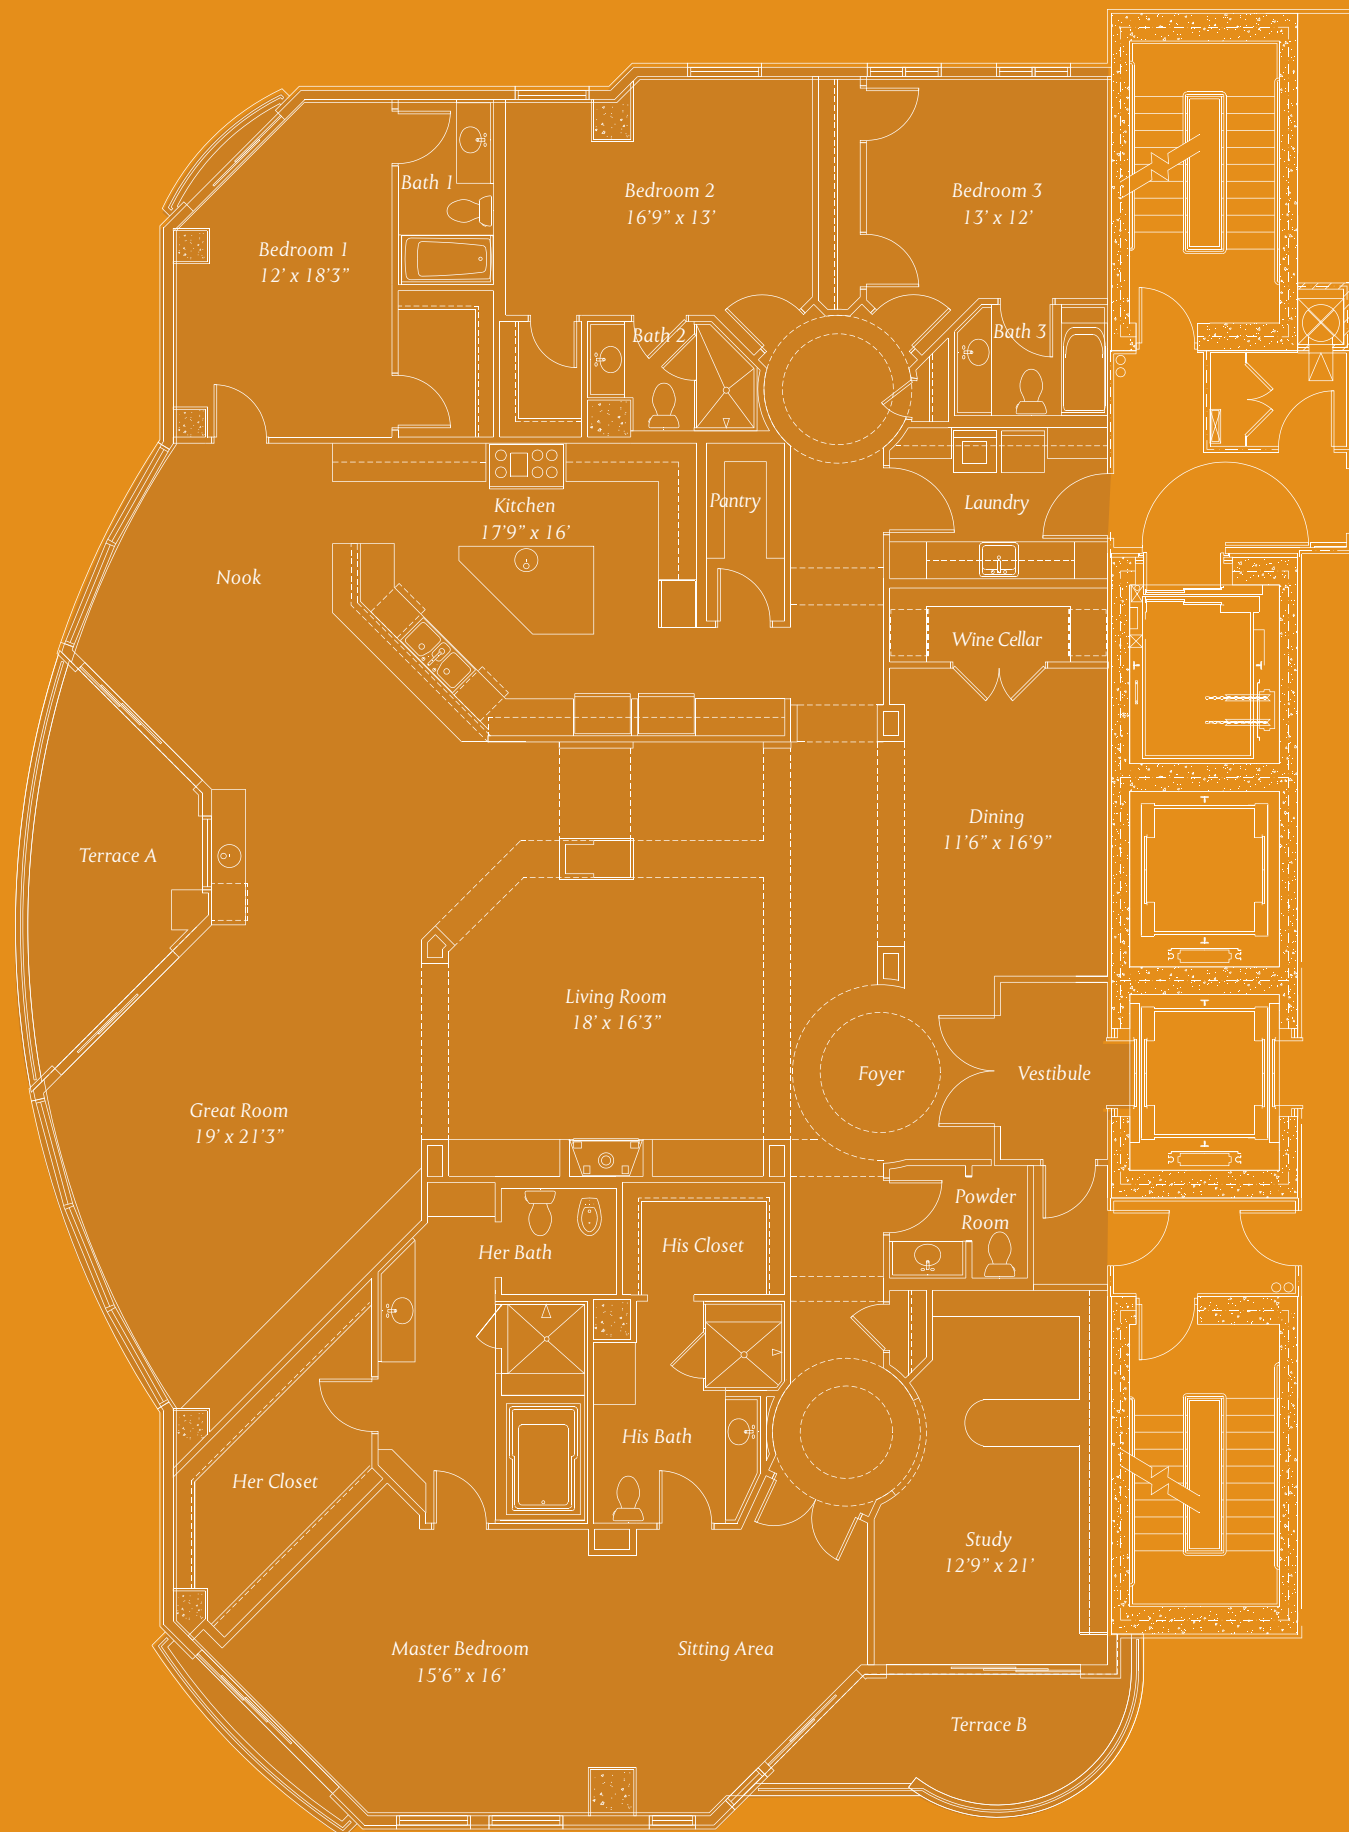 Bath 1
Bedroom 2
16’9” x 13’
Bedroom 3
13’ x 12’
Bedroom 1
12’ x 18’3”
Bath 2
Bath 3
Kitchen
17’9” x 16’
Pantry
Laundry
Nook
Wine Cellar
Dining
11’6” x 16’9”
Terrace A
Living Room
18’ x 16’3”
Foyer
Vestibule
Great Room
19’ x 21’3”
Powder
Room
Her Bath
His Closet
His Bath
Her Closet
Study
12’9” x 21’
Master Bedroom
15’6” x 16’
Sitting Area
Terrace B